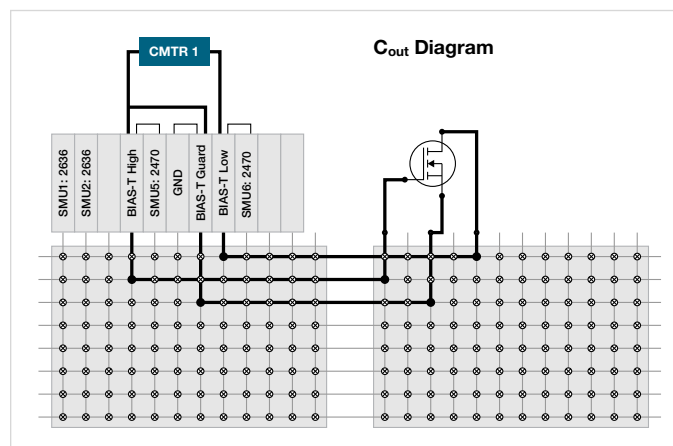 CMTR 1
Cout Diagram
SMU1: 2636
SMU2: 2636
BIAS-T High
SMU5: 2470
GND
BIAS-T Guard
BIAS-T Low
SMU6: 2470